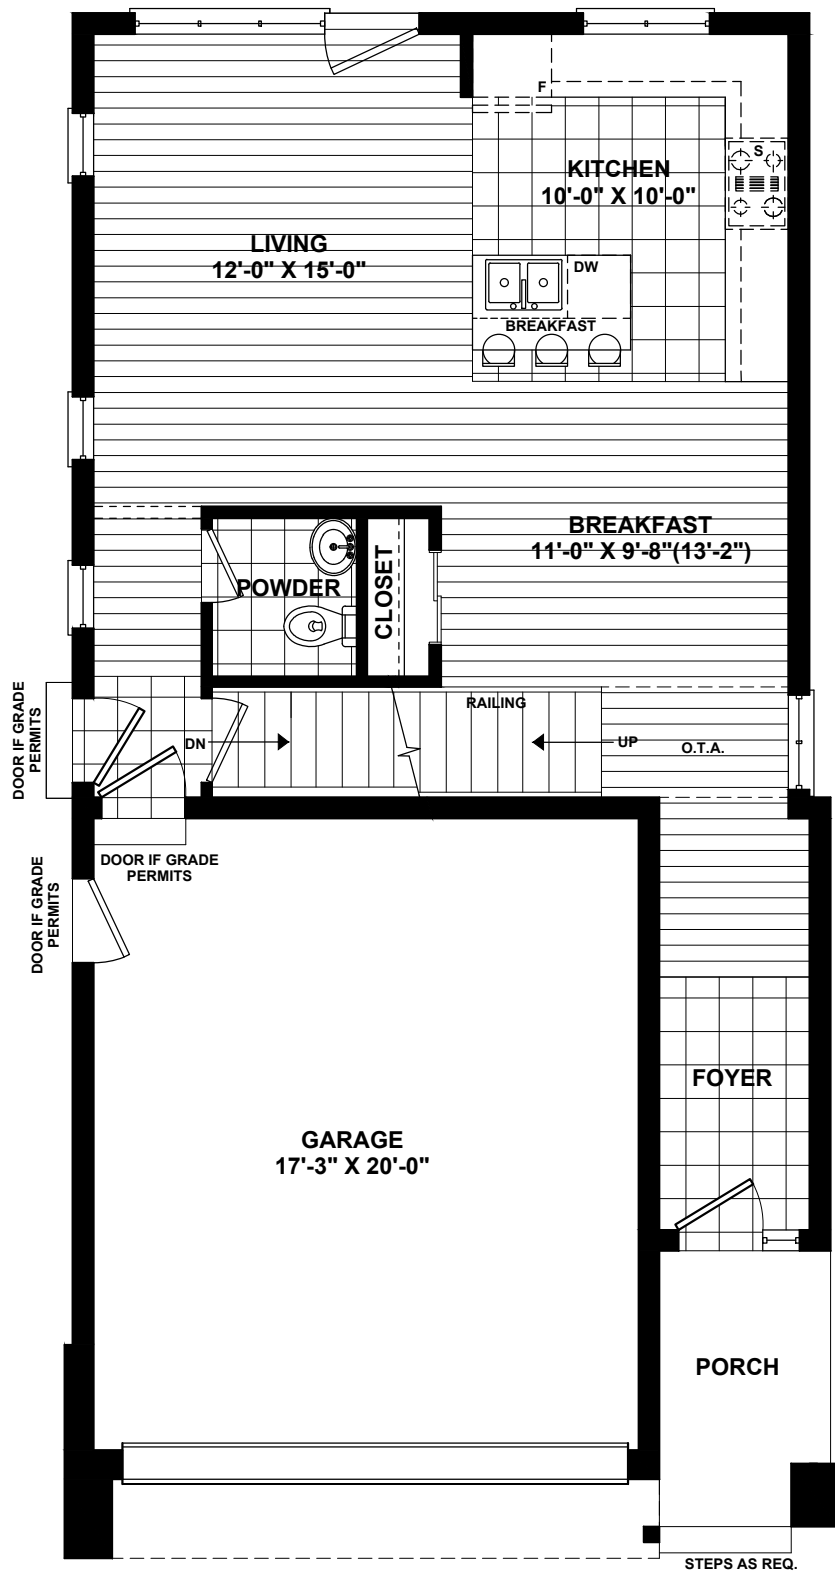 F
S
KITCHEN
10'-0" X 10'-0"
LIVING
12'-0" X 15'-0"
DW
BREAKFAST
BREAKFAST
11'-0" X 9'-8"(13'-2")
POWDER
CLOSET
RAILING
DN
UP
O.T.A.
DOOR IF GRADE
PERMITS
DOOR IF GRADE
PERMITS
DOOR IF GRADE
PERMITS
FOYER
GARAGE
17'-3" X 20'-0"
PORCH
STEPS AS REQ.